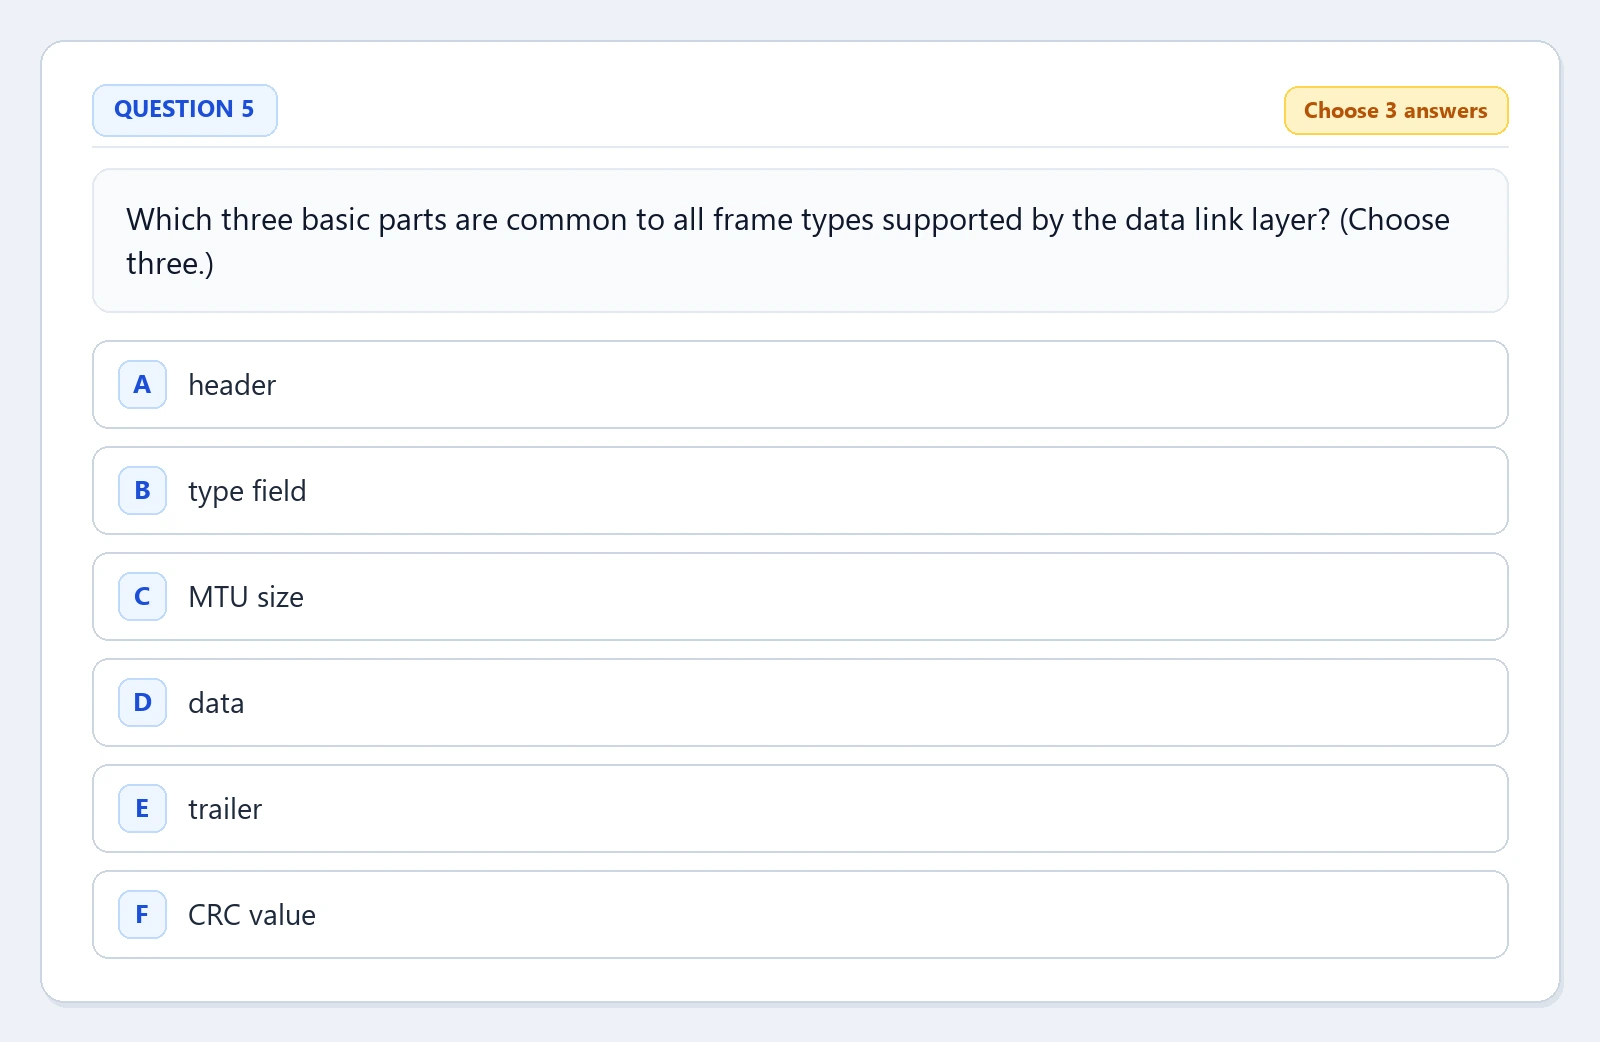 QUESTION 5
Choose 3 answers
Which three basic parts are common to all frame types supported by the data link layer? (Choose
three.)
A header
B type field
C MTU size
D data
E trailer
F CRC value